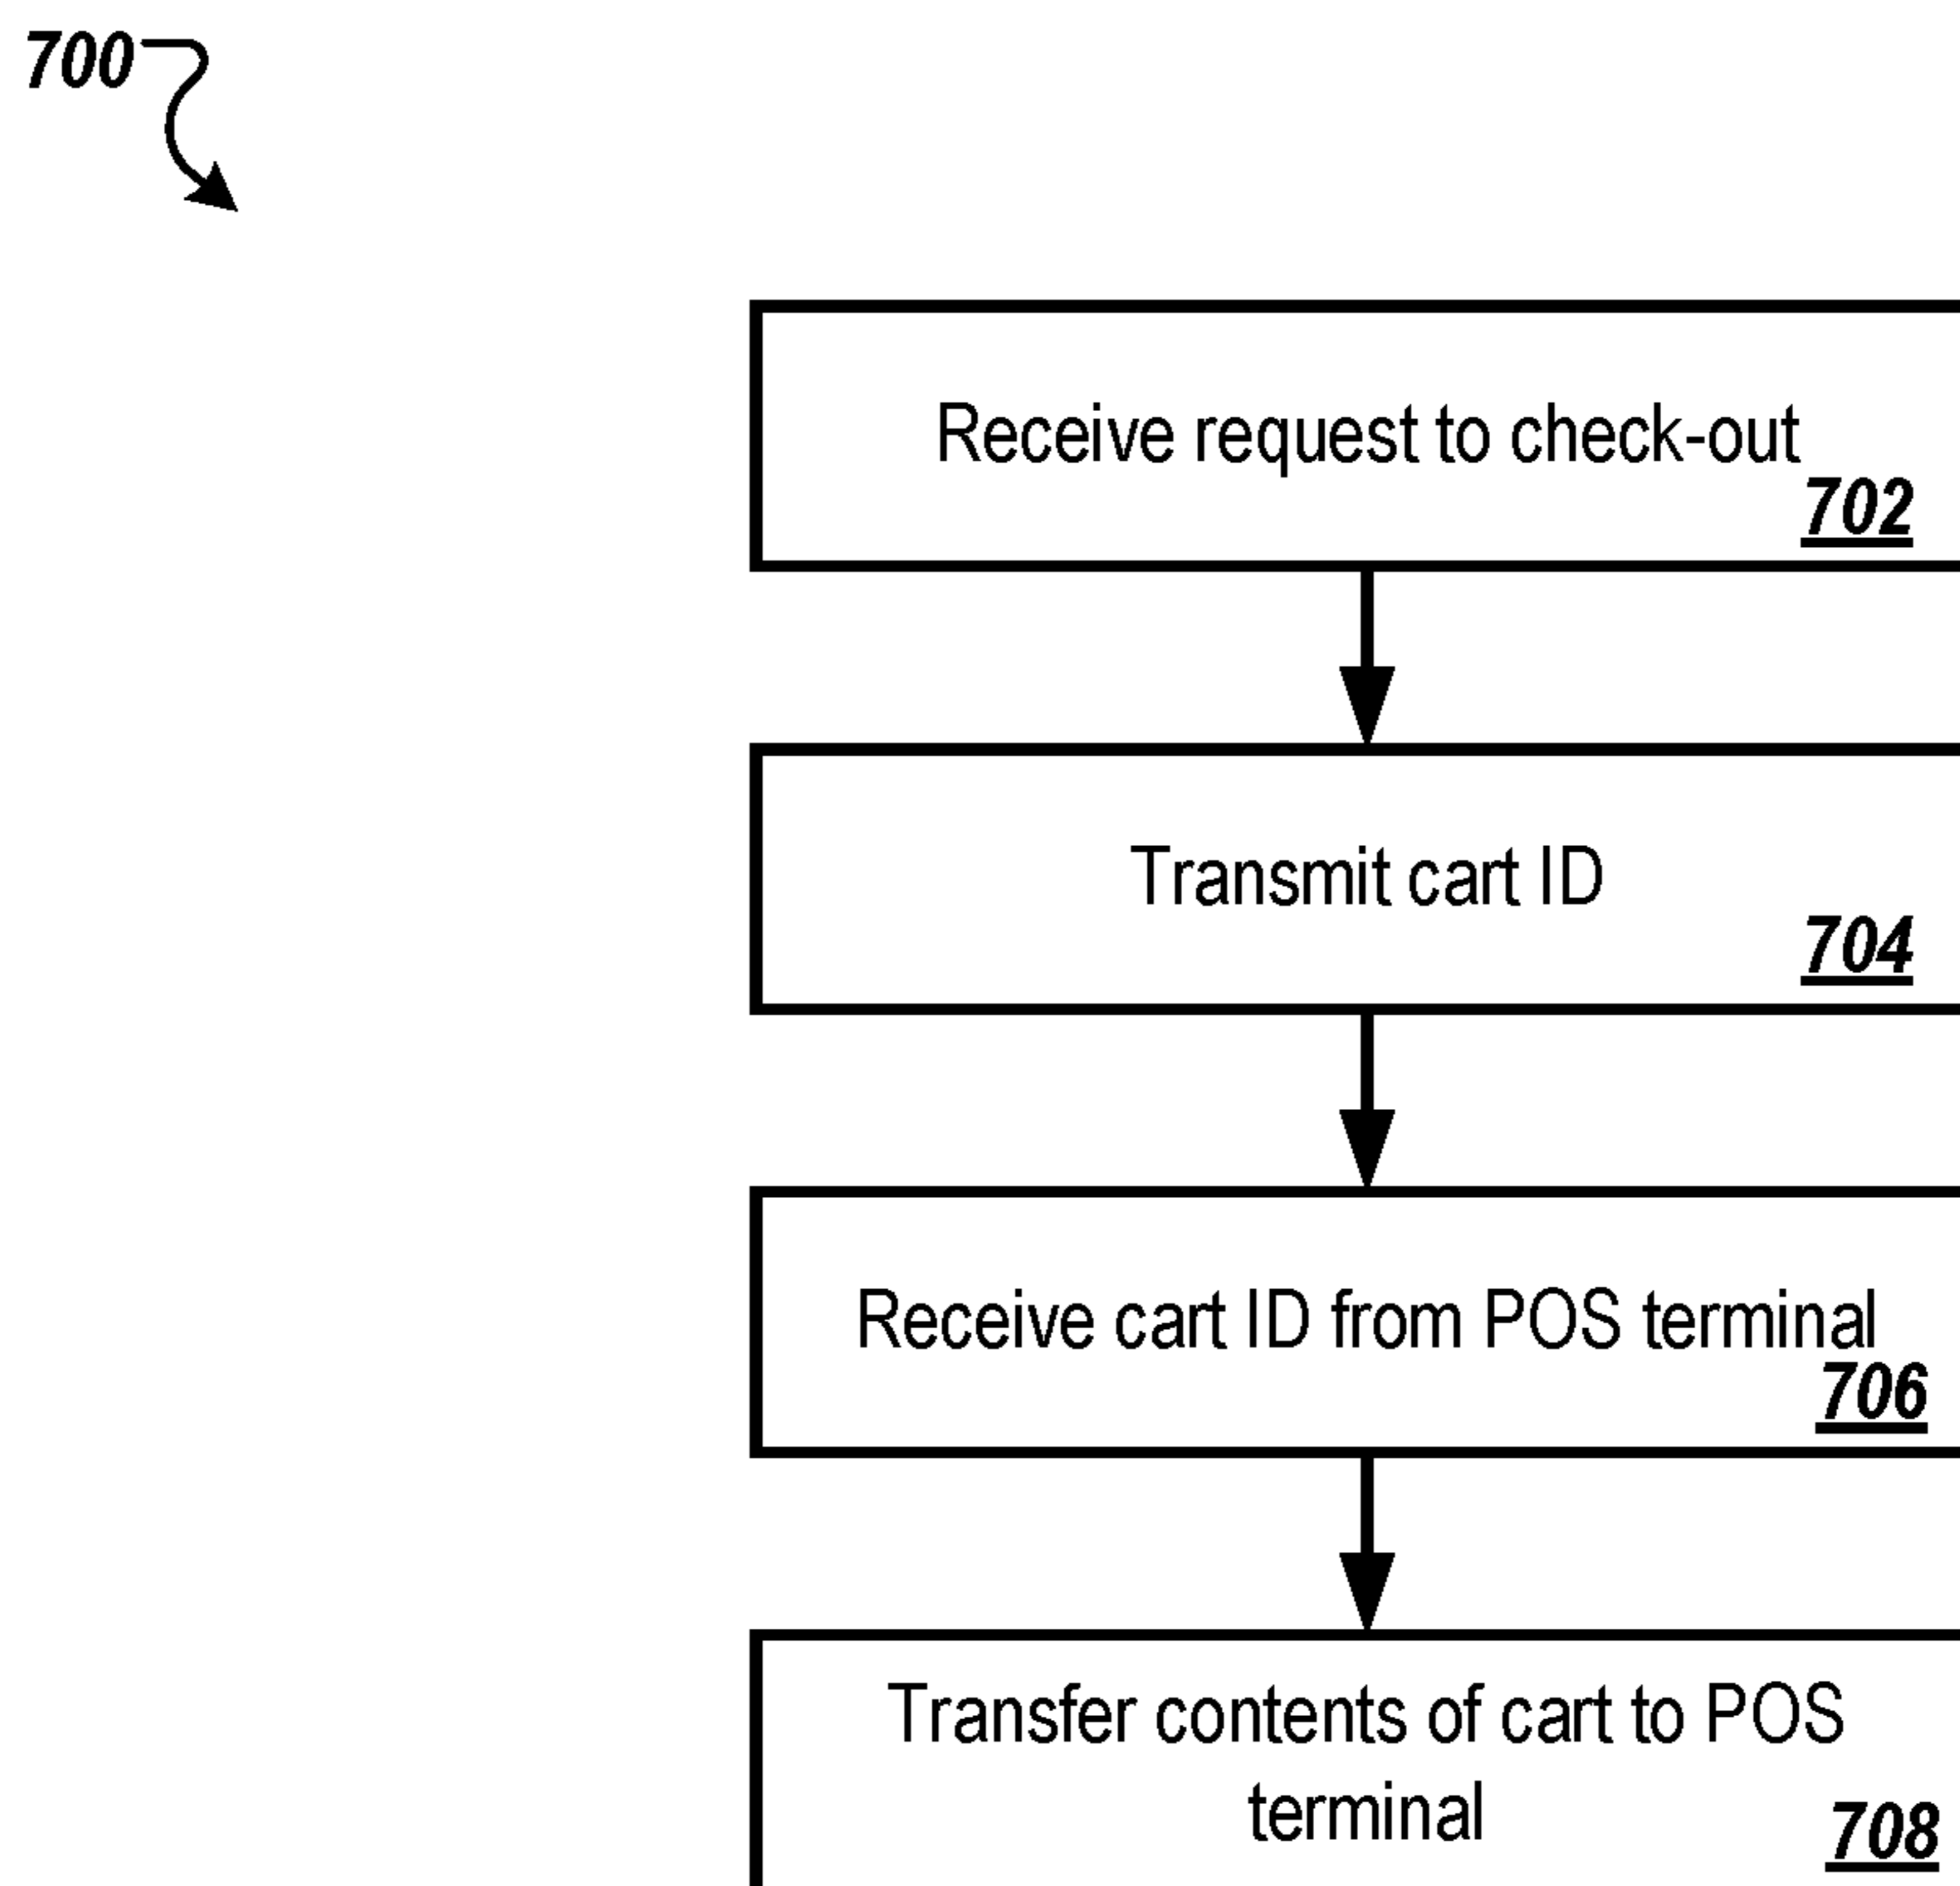 700
Receive request to check-out
702
Transmit cart ID
704
Receive cart ID from POS terminal
706
Transfer contents of cart to POS
terminal
708